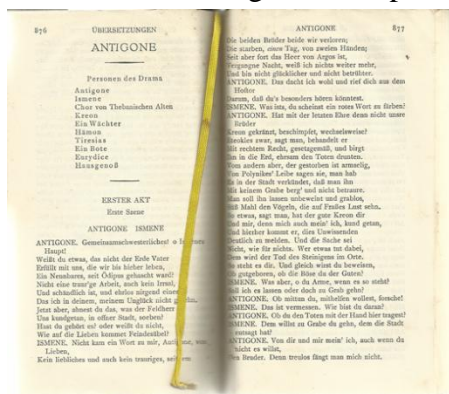 876 ÜBERSETZUNGEN
ANTIGONE
Personen des Drama
Antigone
Ismene
Chor von Thebanischen Alten
Kreon
Ein Wächter
Hämon
Tiresias
Ein Bote
Eurydice
Hausgenoß
ERSTER AKT
Erste Szene
ANTIGONE ISMENE
ANTIGONE. Gemeinsamschwesterliches! o
Haupt!
Weißt du etwas, das nicht der Erde Vater
Erfuhr mit uns, die wir bis hieher leben,
Ein Nennbares, seit Ödipus gehascht ward?
Nicht eine traur'ge Arbeit, auch kein Irrsal,
Und schändlich ist, und ehrlos nirgend eins,
Das ich in deinem, meinem Unglück nicht
Jetzt aber, ahnest du das, was der Feldherr
Uns kundgetan, in offner Stadt, soeben?
Hast du gehört es? oder weißt du nicht,
Wie auf die Lieben kommet Feindesübel?
ISMENE. Nicht kam ein Wort zu mir, Antigone, von
Lieben,
Kein liebliches und auch kein trauriges,
ANTIGONE 877
Die beiden Brüder beide wir verloren;
Die starben, einen Tag, von zweien Händen;
Seit aber fort das Heer von Argos ist,
Vergangne Nacht, weiß ich nichts weiter mehr,
Und bin nicht glücklicher und nicht betrübter.
ANTIGONE. Das dacht ich wohl und rief dich aus dem
Hoftor
Darum, daß du's besonders hören könntest.
ISMENE. Was ists, du scheinst ein rotes Wort zu färben?
ANTIGONE. Hat mit der letzten Ehre denn nicht unsre
Brüder
Kreon gekränzt, beschimpfet, wechselsweise?
Eteokles zwar, sagt man, behandelt er
Mit rechtem Recht, gesetzgemäß, und birgt
Ihn in die Erd, ehrsam den Toten drunten.
Vom andern aber, der gestorben ist armselig,
Von Polynikes' Leibe sagen sie, man hab
Es in der Stadt verkündet, daß man ihn
Mit keinem Grabe berg' und nicht betraure.
Man soll ihn lassen unbeweint und grablos,
Süß Mahl den Vögeln, die auf Fraßes Lust sehn.
So etwas, sagt man, hat der gute Kreon dir
Und mir, denn mich auch mein' ich, kund getan,
Und hierher kommt er, dies Unwissenden
Deutlich zu melden. Und die Sache sei
Nicht, wie für nichts. Wer etwas tut dabei,
Dem wird der Tod des Steinigens im Orte.
So steht es dir. Und gleich wirst du beweisen,
Ob gutgeboren, ob die Böse du der Guten?
ISMENE. Was aber, o du Arme, wenn es so steht?
Soll ich es lassen oder doch zu Grab gehn?
ANTIGONE. Ob mittun du, mithelfen wollest, forsche!
ISMENE. Das ist vermessen. Wie bist du daran?
ANTIGONE. Ob du den Toten mit der Hand hier tragest!
ISMENE. Dem willst zu Grabe du gehn, dem die Stadt
entsagt hat?
ANTIGONE. Von dir und mir mein' ich, auch wenn du
nicht es willst,
Den Bruder. Denn treulos fängt man mich nicht.